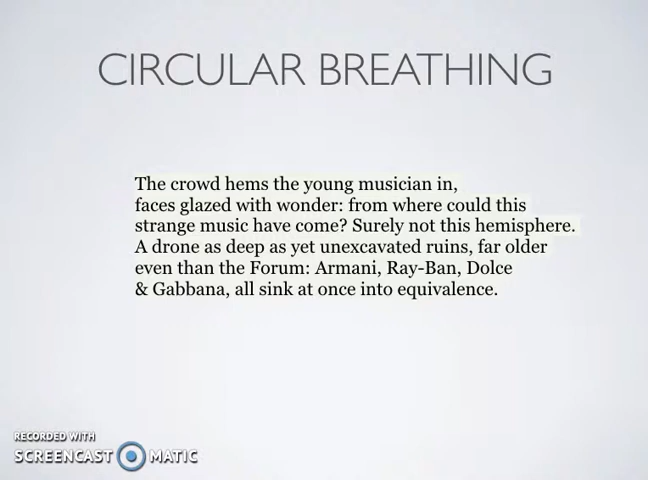 CIRCULAR BREATHING
The crowd hems the young musician in,
faces glazed with wonder: from where could this
strange music have come? Surely not this hemisphere.
A drone as deep as yet unexcavated ruins, far older
even than the Forum: Armani, Ray-Ban, Dolce
& Gabbana, all sink at once into equivalence.
RECORDED WITH
SCREENCAST MATIC